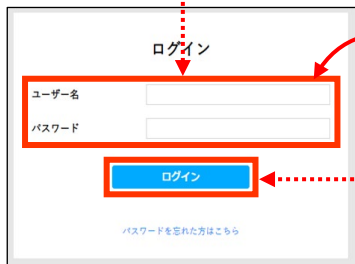 ログイン
ユーザー名
パスワード
ログイン
パスワードを忘れた方はこちら